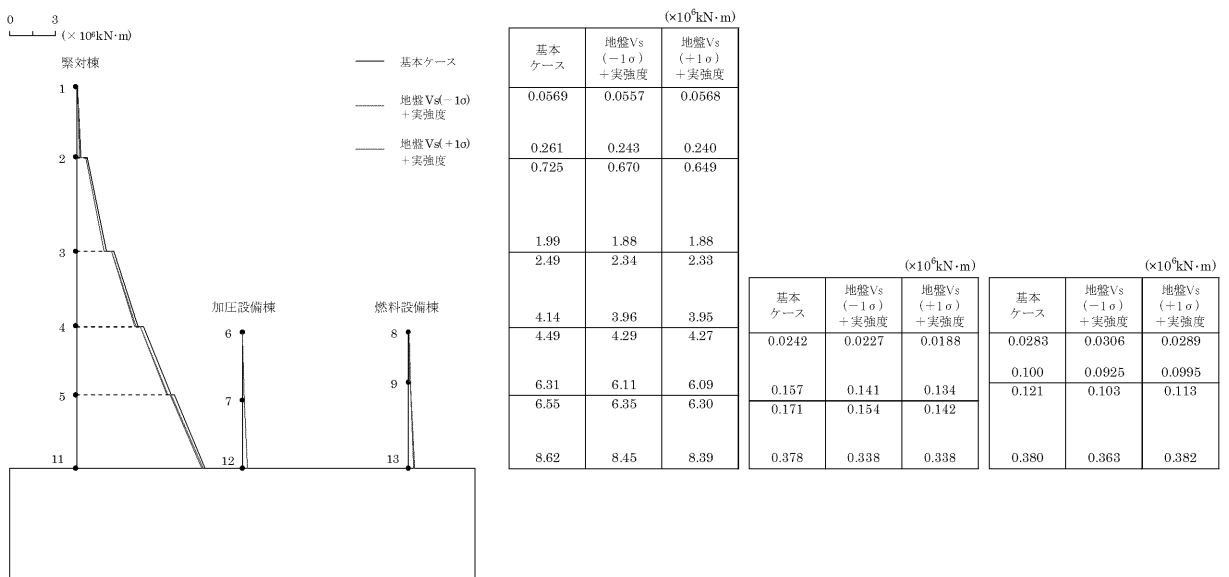 0 3
(× 10⁶kN・m)
緊対棟
1
2
3
4
5
11
基本ケース
地盤Vs(−1σ)
＋実強度
地盤Vs(+1σ)
＋実強度
加圧設備棟
6
7
12
燃料設備棟
8
9
13
(×10⁶kN・m)
基本
ケース
地盤Vs
(−1σ)
＋実強度
地盤Vs
(+1σ)
＋実強度
0.0569 0.0557 0.0568
0.261 0.243 0.240
0.725 0.670 0.649
1.99 1.88 1.88
2.49 2.34 2.33
4.14 3.96 3.95
4.49 4.29 4.27
6.31 6.11 6.09
6.55 6.35 6.30
8.62 8.45 8.39
(×10⁶kN・m)
基本
ケース
地盤Vs
(−1σ)
＋実強度
地盤Vs
(+1σ)
＋実強度
0.0242 0.0227 0.0188
0.157 0.141 0.134
0.171 0.154 0.142
0.378 0.338 0.338
(×10⁶kN・m)
基本
ケース
地盤Vs
(−1σ)
＋実強度
地盤Vs
(+1σ)
＋実強度
0.0283 0.0306 0.0289
0.100 0.0925 0.0995
0.121 0.103 0.113
0.380 0.363 0.382